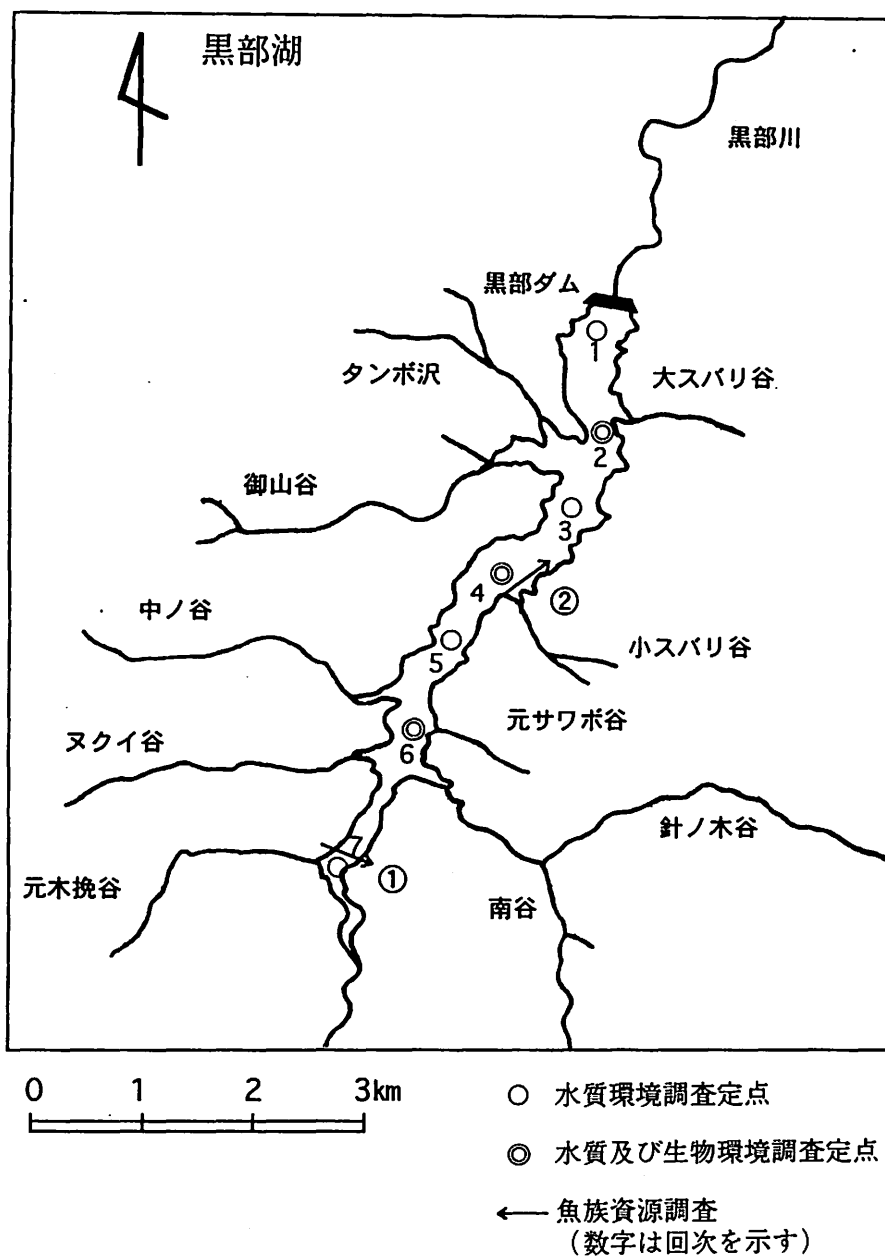 黒部湖
黒部川
黒部ダム
1
大スバリ谷
タンボ沢
2
御山谷
3
4
②
中ノ谷
小スバリ谷
5
元サワボ谷
ヌクイ谷
6
針ノ木谷
7
元木挽谷
①
南谷
0 1 2 3km
○ 水質環境調査定点
◎ 水質及び生物環境調査定点
← 魚族資源調査
(数字は回次を示す)